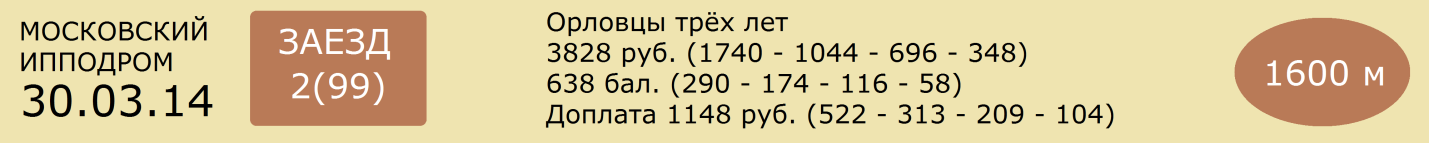 МОСКОВСКИЙ
ИППОДРОМ
30.03.14
ЗАЕЗД
2(99)
Орловцы трёх лет
3828 руб. (1740 - 1044 - 696 - 348)
638 бал. (290 - 174 - 116 - 58)
Доплата 1148 руб. (522 - 313 - 209 - 104)
1600 м